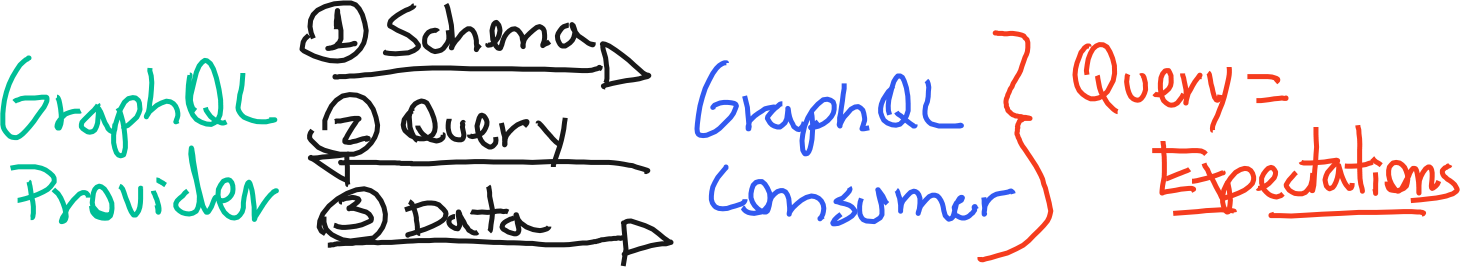 GraphQL
Provider
1 Schema
2 Query
3 Data
GraphQL
Consumer
Query =
Expectations